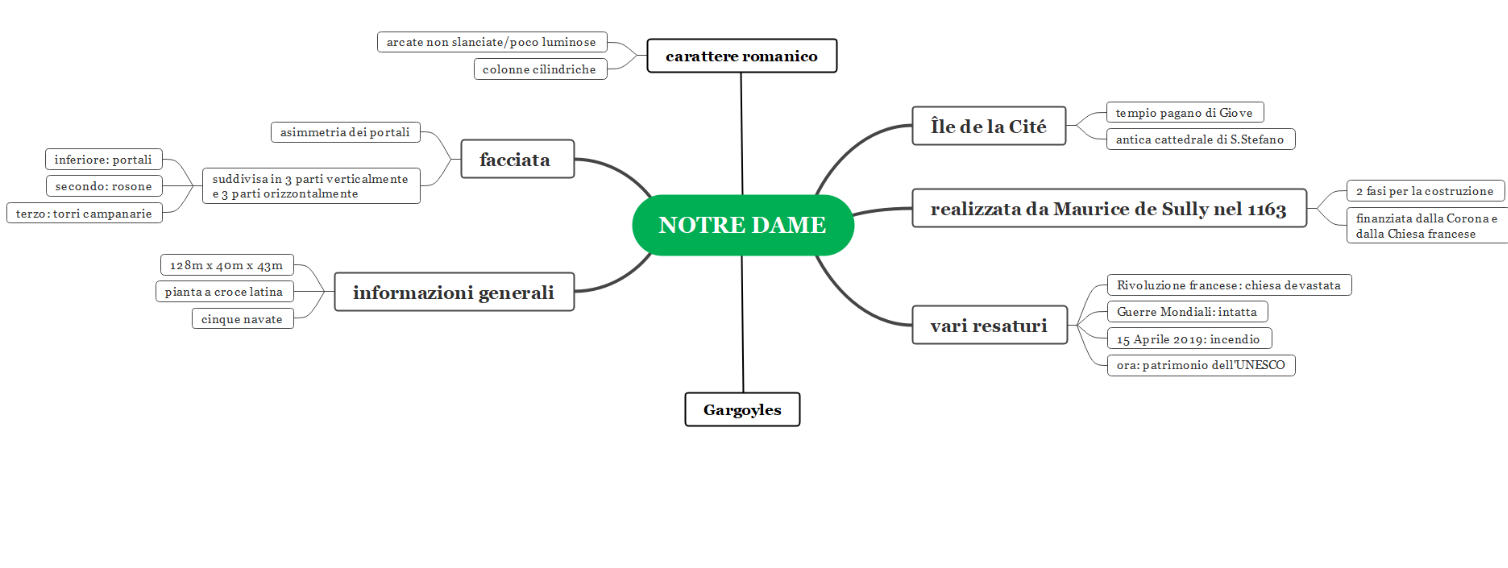 arcate non slanciate/poco luminose
colonne cilindriche
carattere romanico
asimmetria dei portali
facciata
inferiore: portali
secondo: rosone
terzo: torri campanarie
suddivisa in 3 parti verticalmente
e 3 parti orizzontalmente
128m x 40m x 43m
pianta a croce latina
cinque navate
informazioni generali
NOTRE DAME
Île de la Cité
tempio pagano di Giove
antica cattedrale di S.Stefano
realizzata da Maurice de Sully nel 1163
2 fasi per la costruzione
finanziata dalla Corona e
dalla Chiesa francese
vari resaturi
Rivoluzione francese: chiesa devastata
Guerre Mondiali: intatta
15 Aprile 2019: incendio
ora: patrimonio dell'UNESCO
Gargoyles